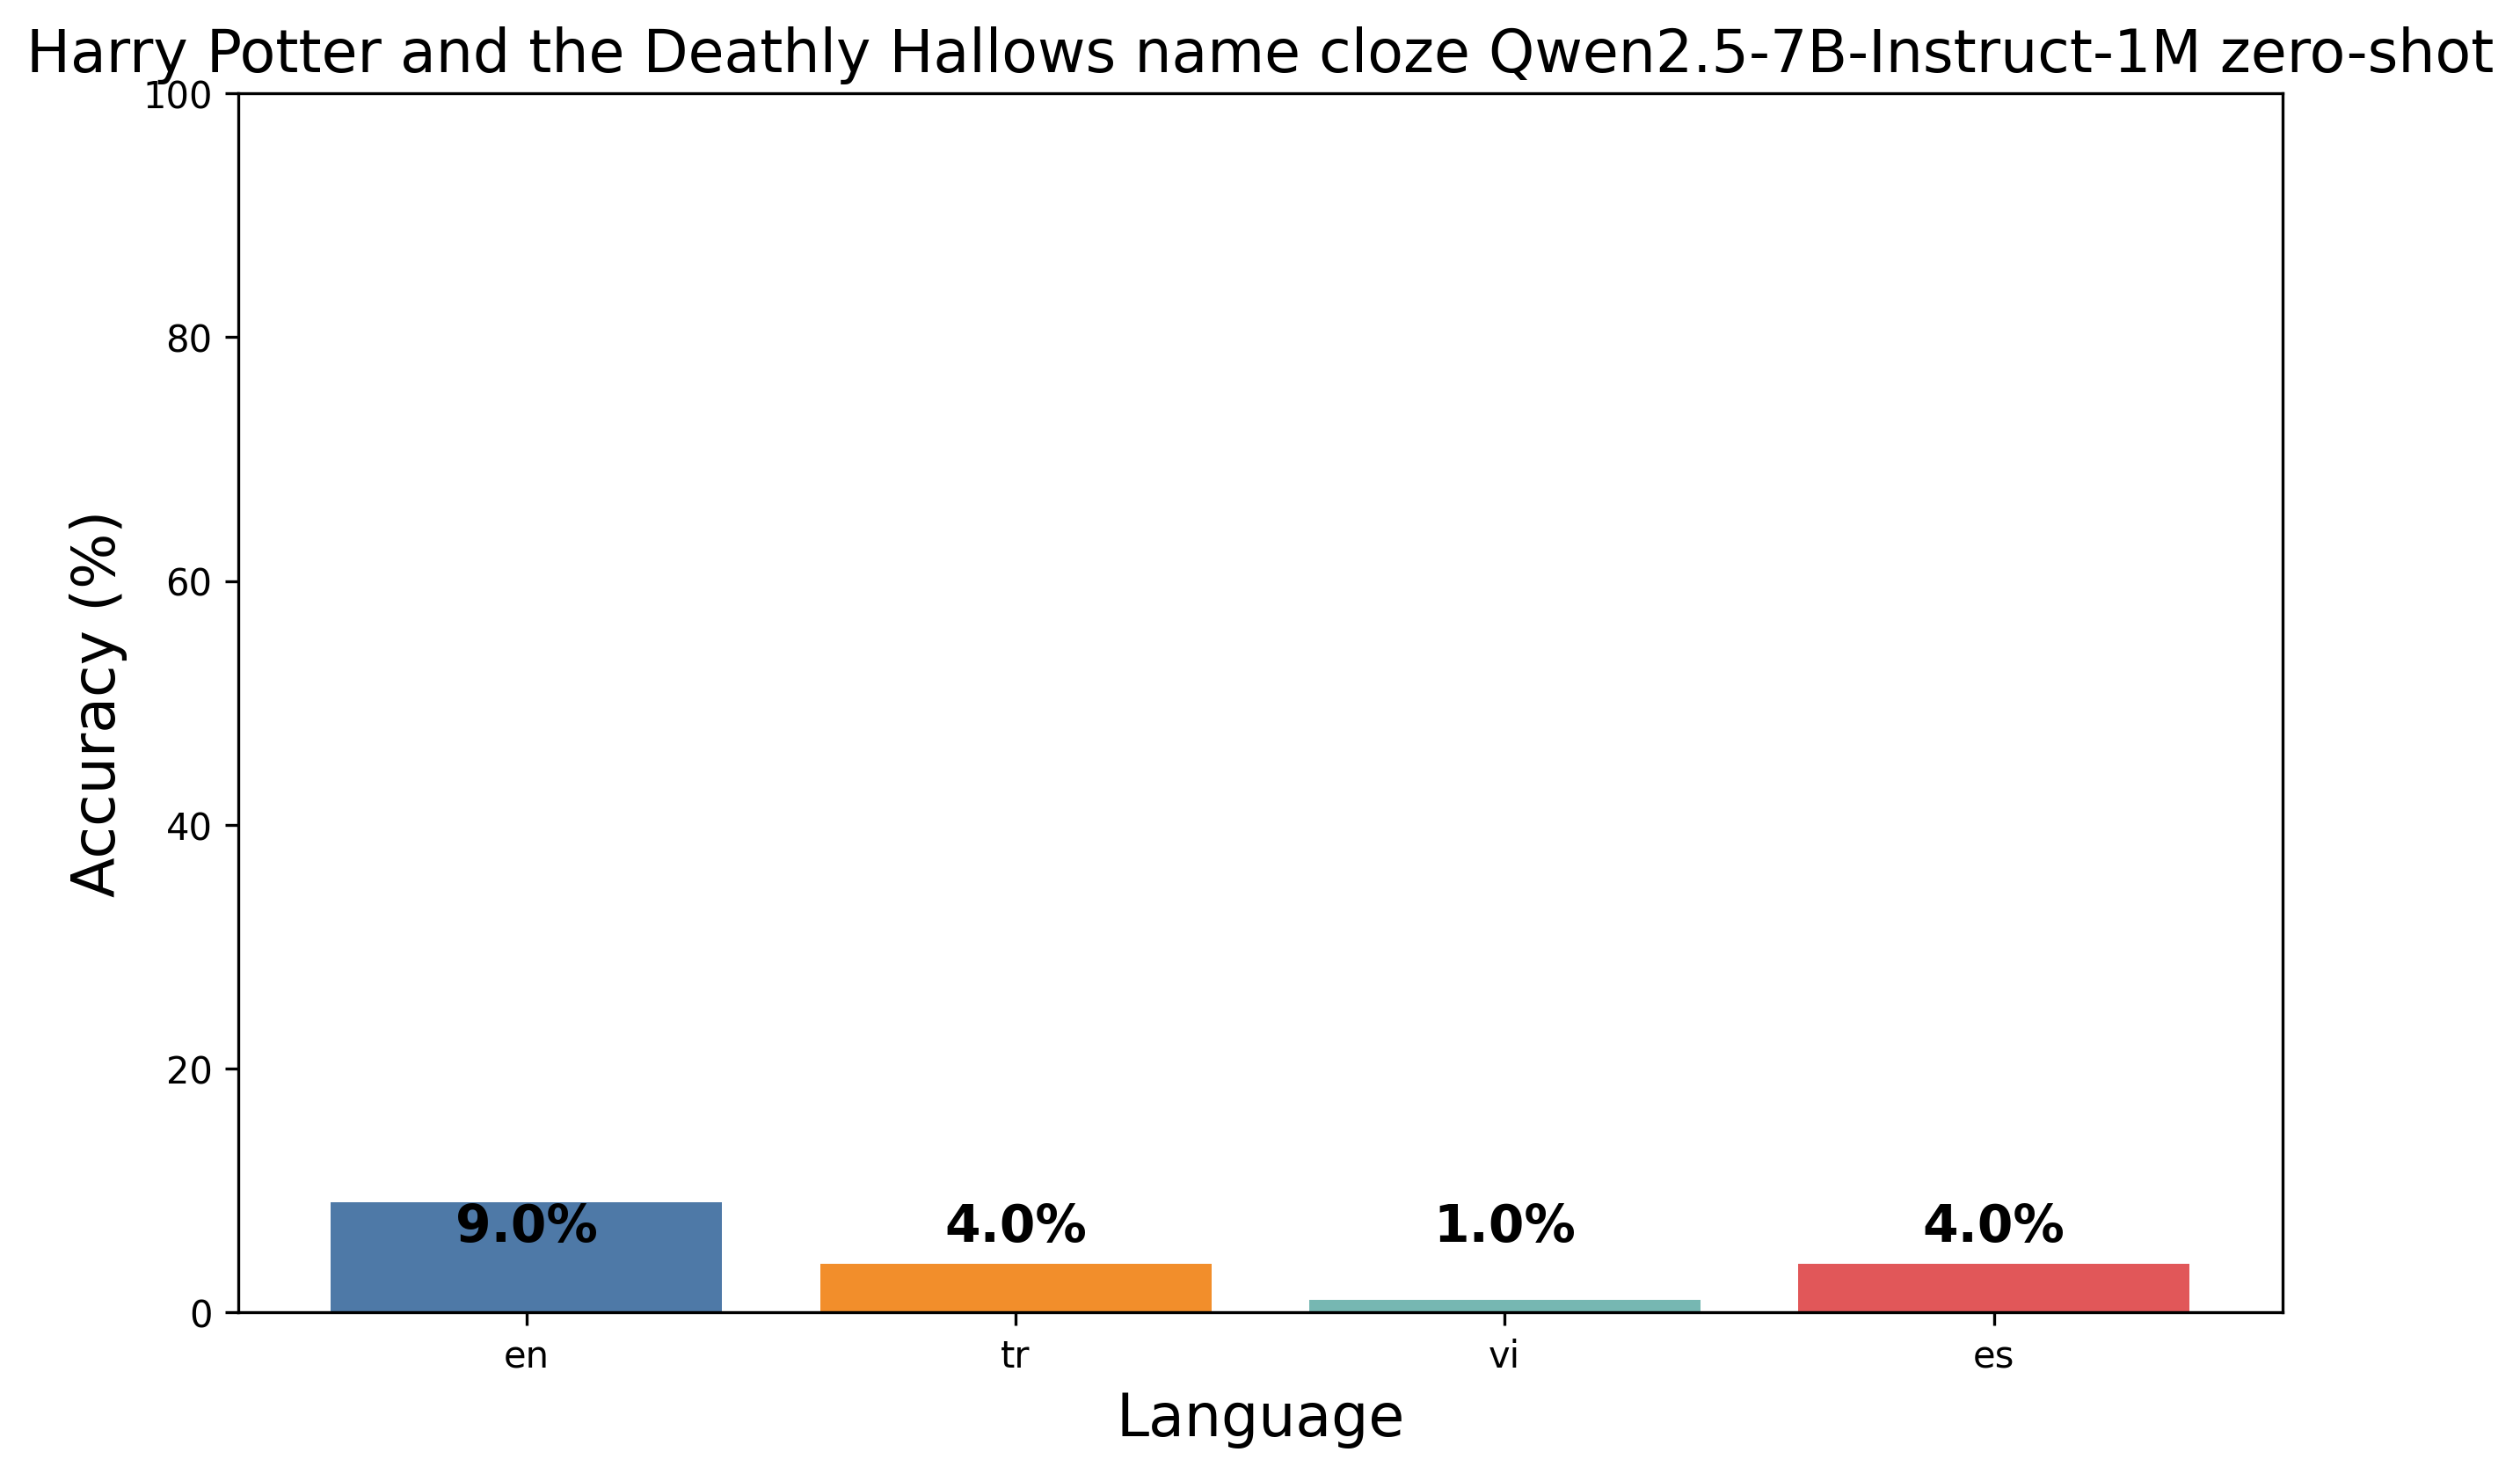 Harry Potter and the Deathly Hallows name cloze Qwen2.5-7B-Instruct-1M zero-shot
100
80
60
40
20
0
Accuracy (%)
9.0%
4.0%
1.0%
4.0%
en
tr
vi
es
Language